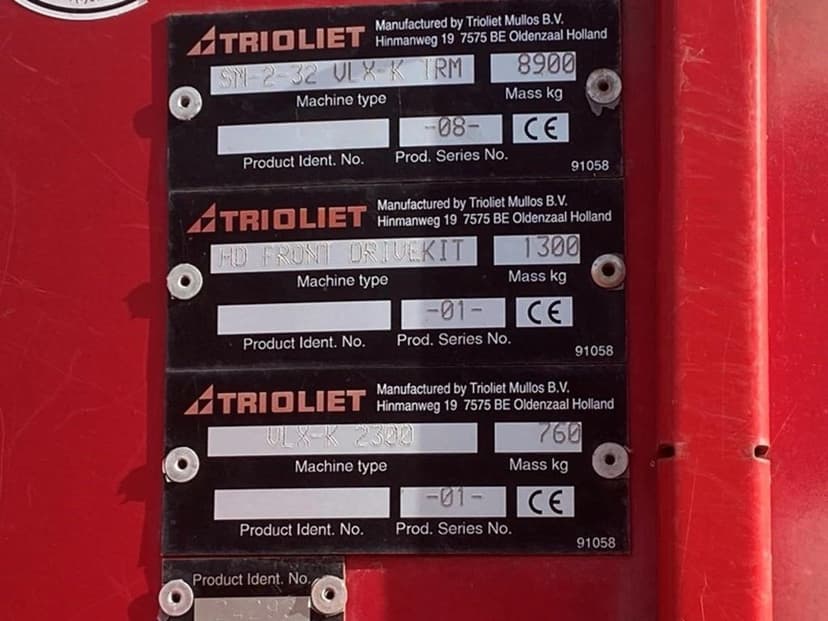 TRIOLIET
Manufactured by Trioliet Mullos B.V.
Hinmanweg 19 7575 BE Oldenzaal Holland
SM-2-32 VLX-K TRM 8900
Machine type Mass kg
-08- CE
Product Ident. No. Prod. Series No.
91058
TRIOLIET
Manufactured by Trioliet Mullos B.V.
Hinmanweg 19 7575 BE Oldenzaal Holland
HD FRONT DRIVEKIT 1300
Machine type Mass kg
-01- CE
Product Ident. No. Prod. Series No.
91058
TRIOLIET
Manufactured by Trioliet Mullos B.V.
Hinmanweg 19 7575 BE Oldenzaal Holland
VLX-K 2300 760
Machine type Mass kg
-01- CE
Product Ident. No. Prod. Series No.
91058
Product Ident. No.